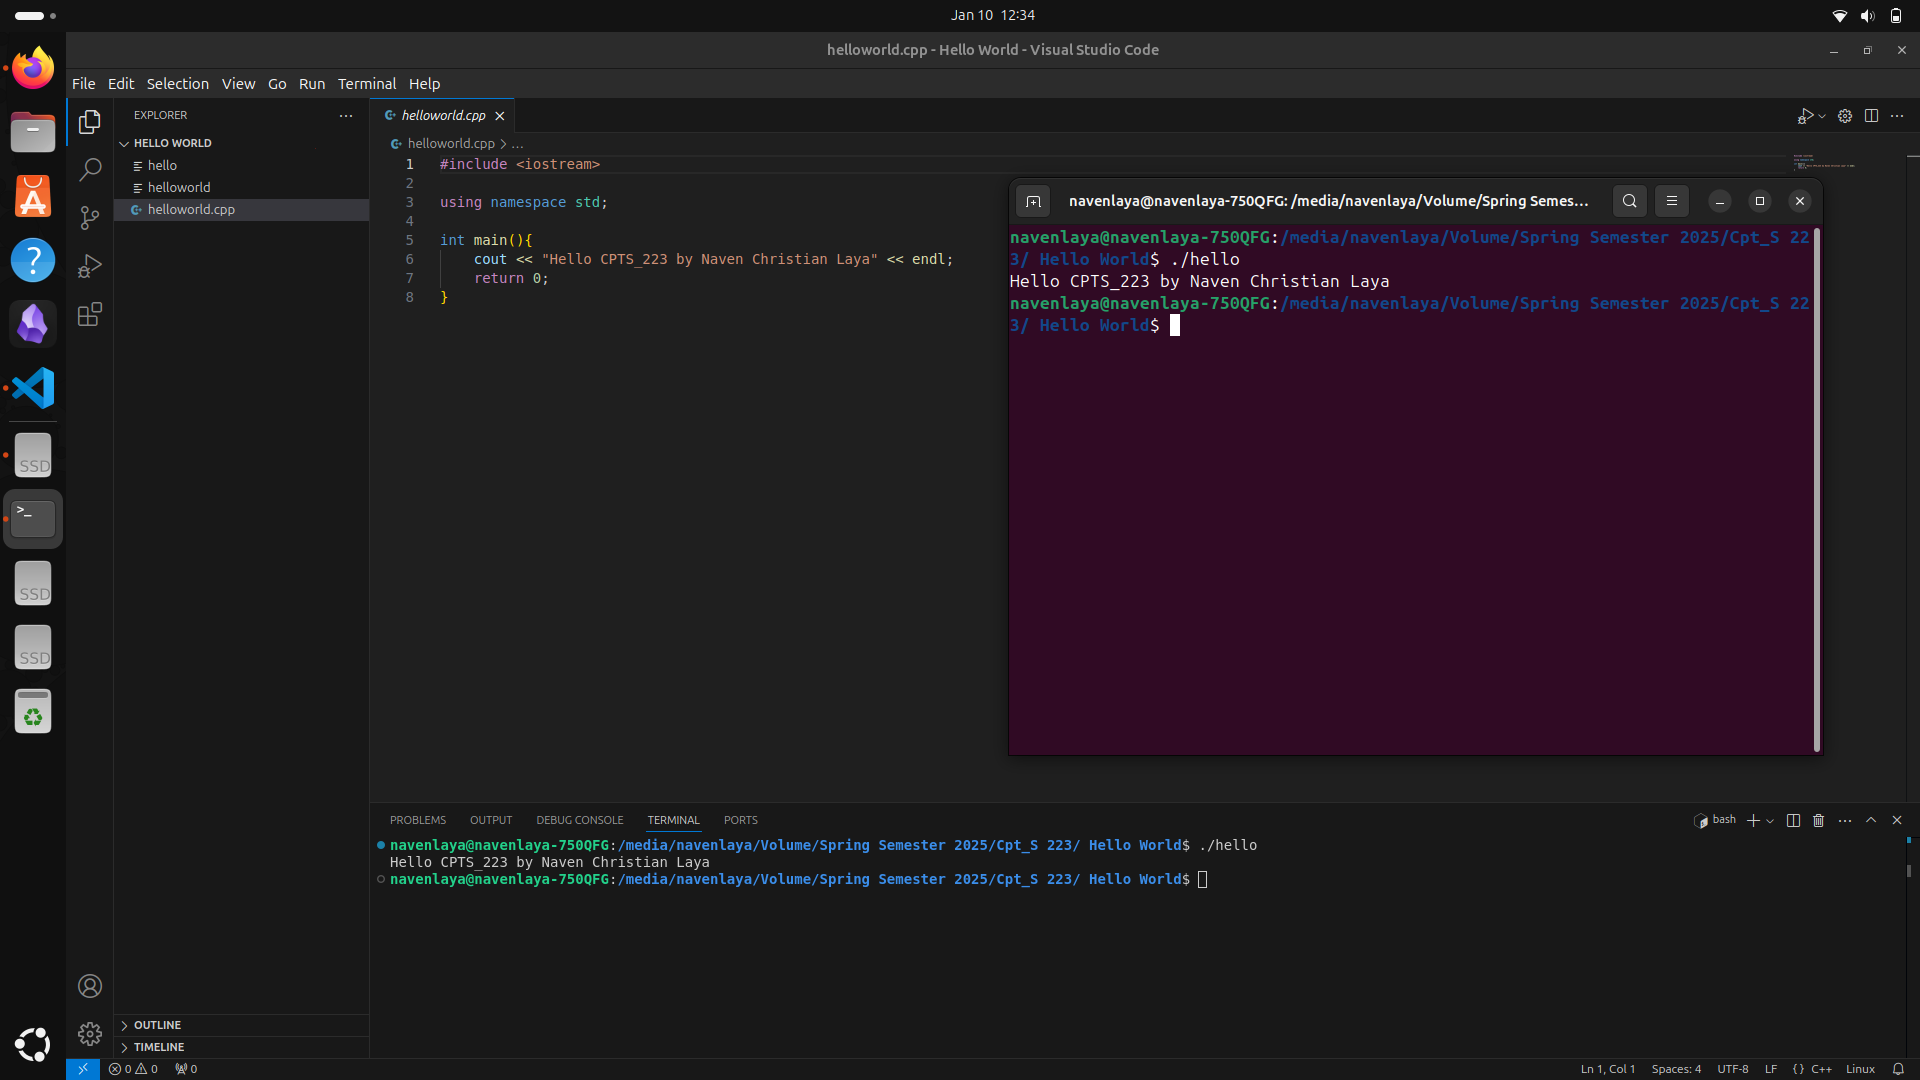 Jan 10 12:34
helloworld.cpp - Hello World - Visual Studio Code
File Edit Selection View Go Run Terminal Help
EXPLORER
HELLO WORLD
hello
helloworld
helloworld.cpp
helloworld.cpp
helloworld.cpp > ...
1 #include <iostream>
2
3 using namespace std;
4
5 int main(){
6 cout << "Hello CPTS_223 by Naven Christian Laya" << endl;
7 return 0;
8 }
navenlaya@navenlaya-750QFG: /media/navenlaya/Volume/Spring Semes...
navenlaya@navenlaya-750QFG:/media/navenlaya/Volume/Spring Semester 2025/Cpt_S 22
3/ Hello World$ ./hello
Hello CPTS_223 by Naven Christian Laya
navenlaya@navenlaya-750QFG:/media/navenlaya/Volume/Spring Semester 2025/Cpt_S 22
3/ Hello World$
SSD
>_
SSD
SSD
PROBLEMS OUTPUT DEBUG CONSOLE TERMINAL PORTS
bash
navenlaya@navenlaya-750QFG:/media/navenlaya/Volume/Spring Semester 2025/Cpt_S 223/ Hello World$ ./hello
Hello CPTS_223 by Naven Christian Laya
navenlaya@navenlaya-750QFG:/media/navenlaya/Volume/Spring Semester 2025/Cpt_S 223/ Hello World$
OUTLINE
TIMELINE
0 0 0
Ln 1, Col 1 Spaces: 4 UTF-8 LF {} C++ Linux